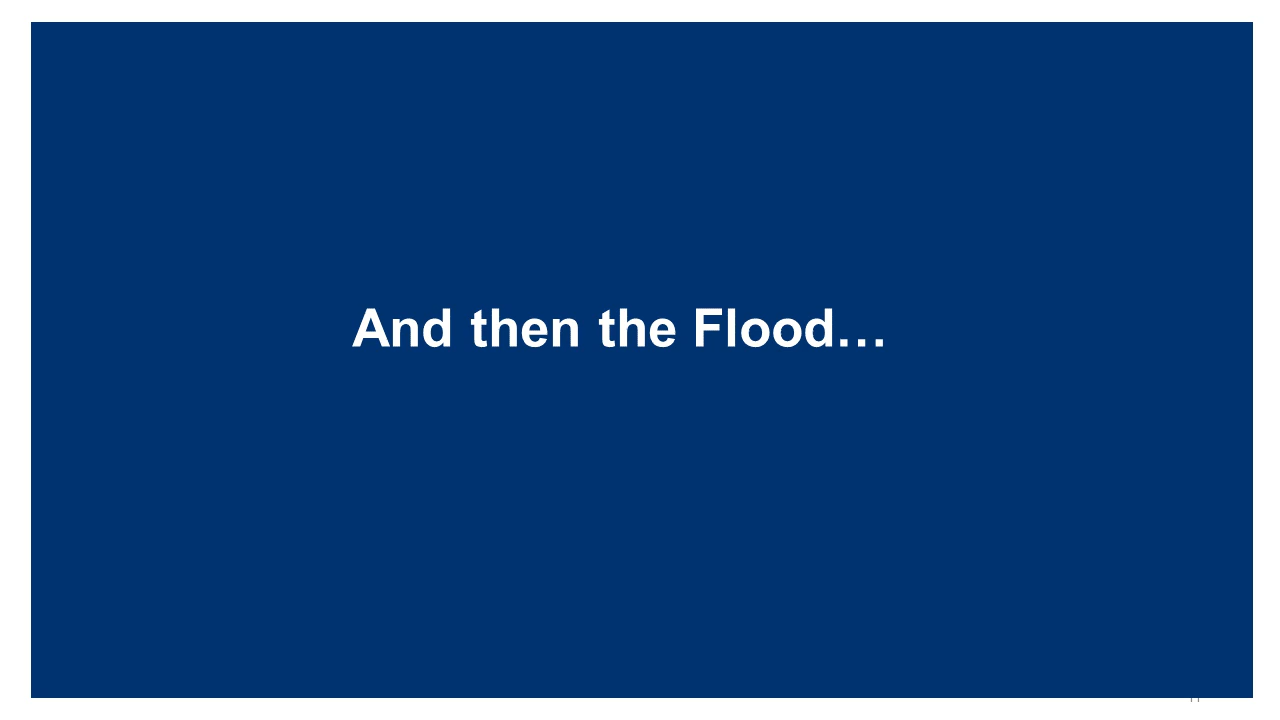 And then the Flood…